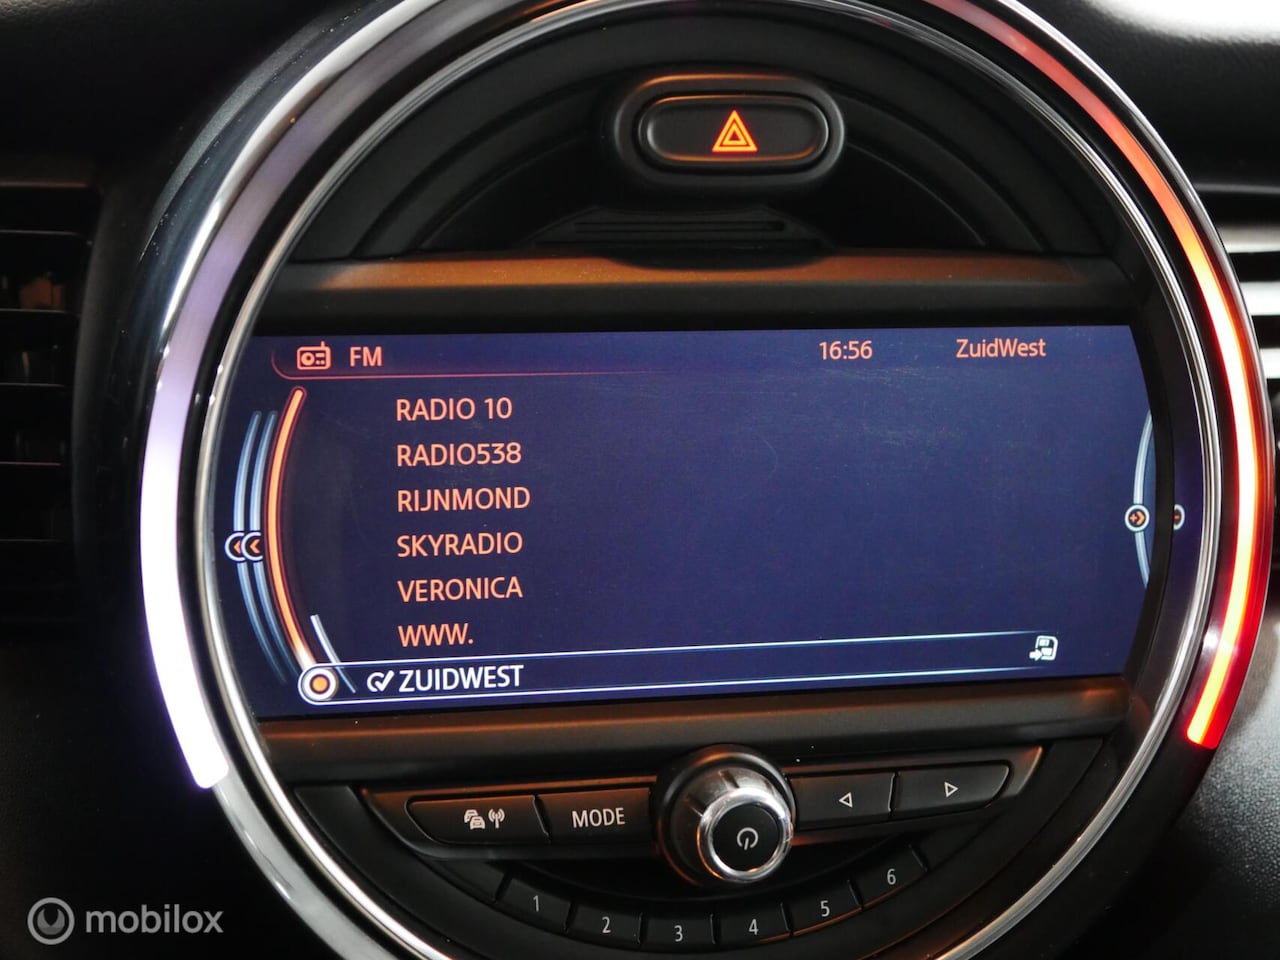 FM 16:56 ZuidWest
RADIO 10
RADIO538
RIJNMOND
SKYRADIO
VERONICA
WWW.
ZUIDWEST
MODE
1 2 3 4 5 6
mobilox